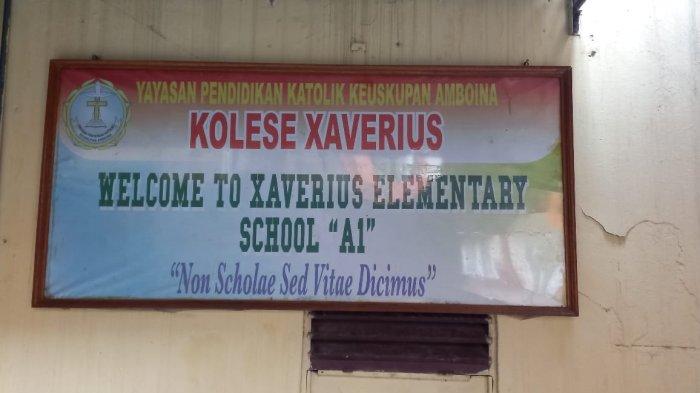 YAYASAN PENDIDIKAN KATOLIK KEUSKUPAN AMBOINA
KOLESE XAVERIUS
WELCOME TO XAVERIUS ELEMENTARY
SCHOOL "A1"
"Non Scholae Sed Vitae Dicimus"